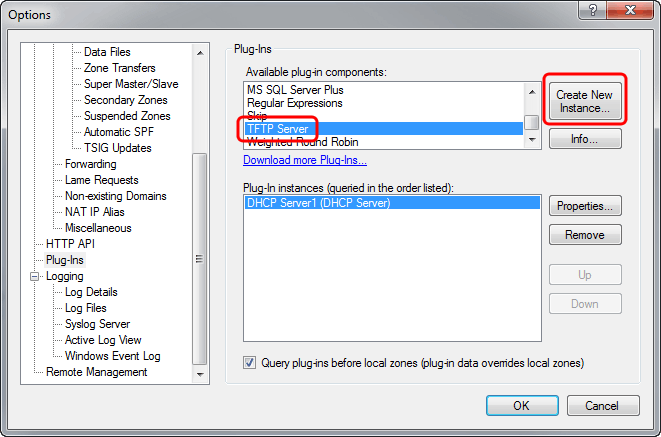 Options
?
Data Files
Zone Transfers
Super Master/Slave
Secondary Zones
Suspended Zones
Automatic SPF
TSIG Updates
Forwarding
Lame Requests
Non-existing Domains
NAT IP Alias
Miscellaneous
HTTP API
Plug-Ins
Logging
Log Details
Log Files
Syslog Server
Active Log View
Windows Event Log
Remote Management
Plug-Ins
Available plug-in components:
MS SQL Server Plus
Regular Expressions
Skip
TFTP Server
Weighted Round Robin
Create New
Instance...
Info...
Download more Plug-Ins...
Plug-In instances (queried in the order listed):
DHCP Server1 (DHCP Server)
Properties...
Remove
Up
Down
Query plug-ins before local zones (plug-in data overrides local zones)
OK
Cancel